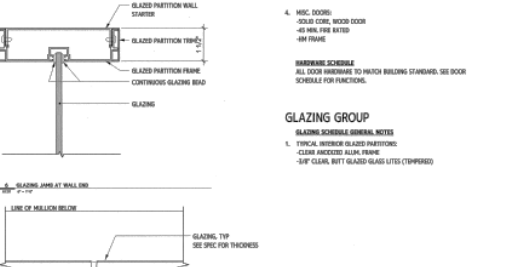 GLAZED PARTITION WALL
STARTER
GLAZED PARTITION TRIM
1 1/2"
GLAZED PARTITION FRAME
CONTINUOUS GLAZING BEAD
GLAZING
6 GLAZING JAMB AT WALL END
LINE OF MULLION BELOW
GLAZING, TYP
SEE SPEC FOR THICKNESS
4. MISC. DOORS:
-SOLID CORE, WOOD DOOR
-45 MIN. FIRE RATED
-HM FRAME
HARDWARE SCHEDULE
ALL DOOR HARDWARE TO MATCH BUILDING STANDARD. SEE DOOR
SCHEDULE FOR FUNCTIONS.
GLAZING GROUP
GLAZING SCHEDULE GENERAL NOTES
1. TYPICAL INTERIOR GLAZED PARTITONS:
-CLEAR ANODIZED ALUM. FRAME
-3/8" CLEAR, BUTT GLAZED GLASS LITES (TEMPERED)